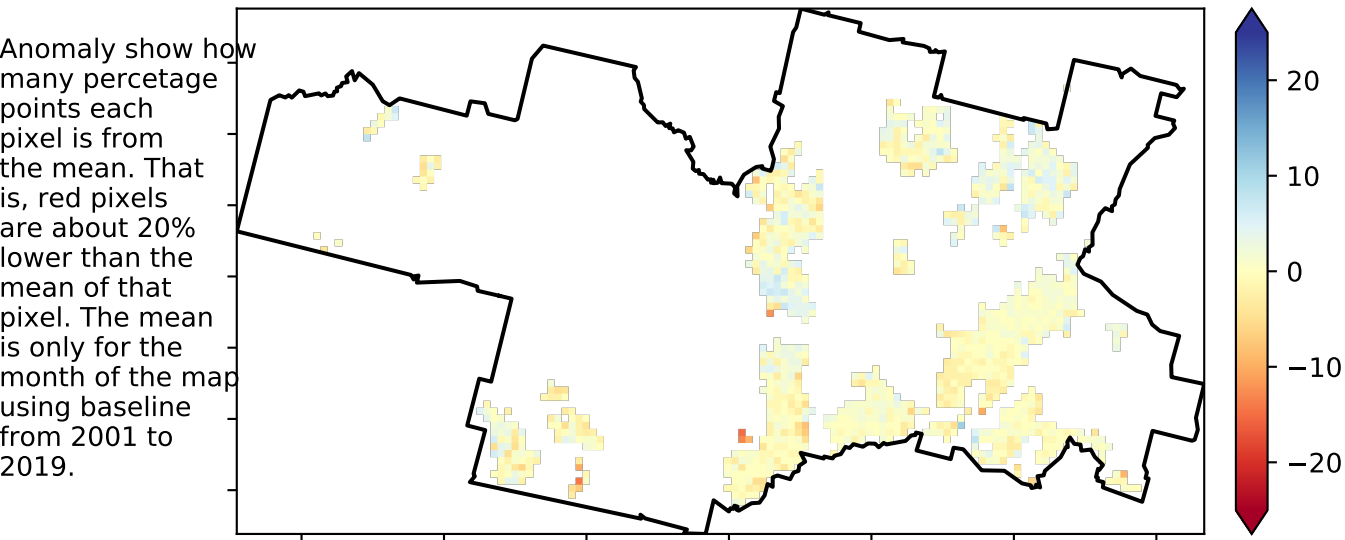 Anomaly show how
many percetage
points each
pixel is from
the mean. That
is, red pixels
are about 20%
lower than the
mean of that
pixel. The mean
is only for the
month of the map
using baseline
from 2001 to
2019.
20
10
0
−10
−20